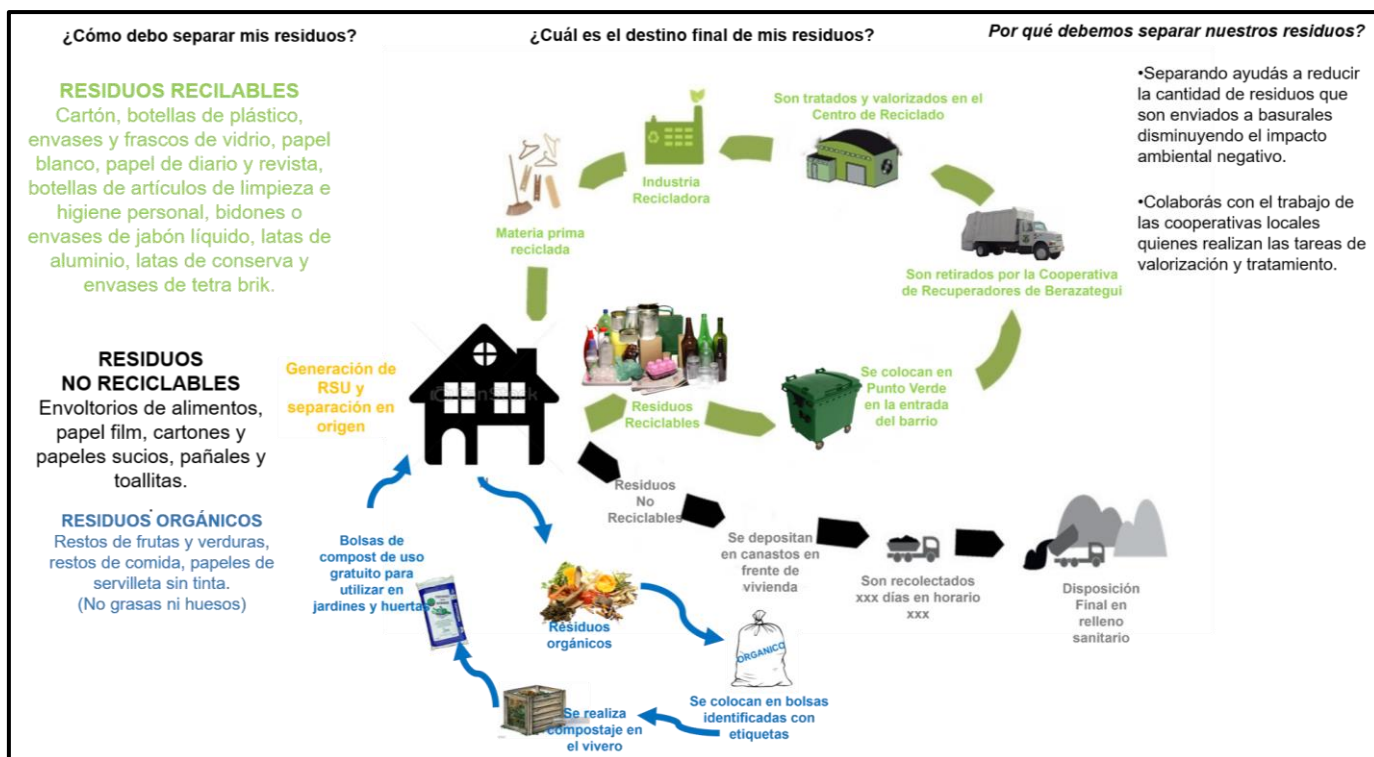 ¿Cómo debo separar mis residuos?
RESIDUOS RECILABLES
Cartón, botellas de plástico,
envases y frascos de vidrio, papel
blanco, papel de diario y revista,
botellas de artículos de limpieza e
higiene personal, bidones o
envases de jabón líquido, latas de
aluminio, latas de conserva y
envases de tetra brik.
RESIDUOS
NO RECICLABLES
Envoltorios de alimentos,
papel film, cartones y
papeles sucios, pañales y
toallitas.
.
RESIDUOS ORGÁNICOS
Restos de frutas y verduras,
restos de comida, papeles de
servilleta sin tinta.
(No grasas ni huesos)
¿Cuál es el destino final de mis residuos?
Generación de
RSU y
separación en
origen
Residuos
Reciclables
Se colocan en
Punto Verde
en la entrada
del barrio
Son retirados por la Cooperativa
de Recuperadores de Berazategui
Son tratados y valorizados en el
Centro de Reciclado
Industria
Recicladora
Materia prima
reciclada
Residuos
No
Reciclables
Se depositan
en canastos en
frente de
vivienda
Son recolectados
xxx días en horario
xxx
Disposición
Final en
relleno
sanitario
Residuos
orgánicos
ORGANICO
Se colocan en bolsas
identificadas con
etiquetas
Se realiza
compostaje en
el vivero
Bolsas de
compost de uso
gratuito para
utilizar en
jardines y huertas
Por qué debemos separar nuestros residuos?
•Separando ayudás a reducir
la cantidad de residuos que
son enviados a basurales
disminuyendo el impacto
ambiental negativo.
•Colaborás con el trabajo de
las cooperativas locales
quienes realizan las tareas de
valorización y tratamiento.